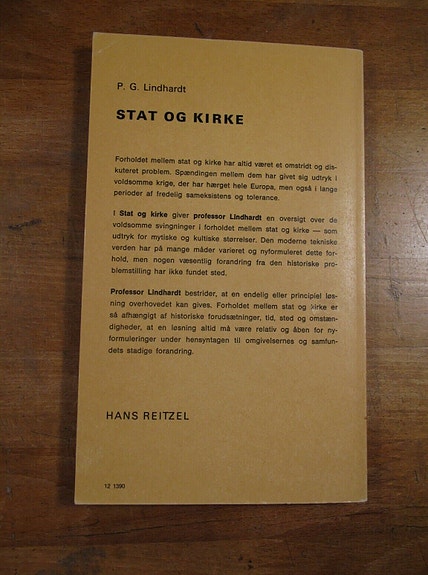 P. G. Lindhardt
STAT OG KIRKE
Forholdet mellem stat og kirke har altid været et omstridt og dis-
kuteret problem. Spændingen mellem dem har givet sig udtryk i
voldsomme krige, der har hærget hele Europa, men også i lange
perioder af fredelig sameksistens og tolerance.
I Stat og kirke giver professor Lindhardt en oversigt over de
voldsomme svingninger i forholdet mellem stat og kirke — som
udtryk for mytiske og kultiske størrelser. Den moderne tekniske
verden har på mange måder varieret og nyformuleret dette for-
hold, men nogen væsentlig forandring fra den historiske pro-
blemstilling har ikke fundet sted.
Professor Lindhardt bestrider, at en endelig eller principiel løs-
ning overhovedet kan gives. Forholdet mellem stat og kirke er
så afhængigt af historiske forudsætninger, tid, sted og omstæn-
digheder, at en løsning altid må være relativ og åben for ny-
formuleringer under hensyntagen til omgivelsernes og samfun-
dets stadige forandring.
HANS REITZEL
12 1390